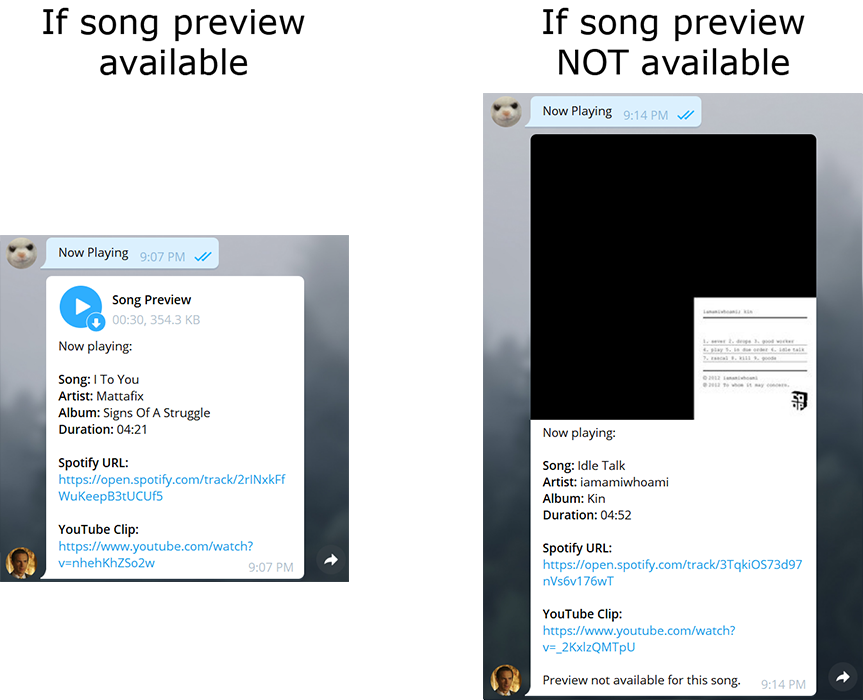 If song preview
available
Now Playing 9:07 PM
Song Preview
00:30, 354.3 KB
Now playing:
Song: I To You
Artist: Mattafix
Album: Signs Of A Struggle
Duration: 04:21
Spotify URL:
https://open.spotify.com/track/2rINxkFf
WuKeepB3tUCUf5
YouTube Clip:
https://www.youtube.com/watch?
v=nhehKhZSo2w
9:07 PM
If song preview
NOT available
Now Playing 9:14 PM
iamamiwhoami; kin
1. sever 2. drops 3. good worker
4. play 5. in due order 6. idle talk
7. rascal 8. kill 9. goods
© 2012 iamamiwhoami
© 2012 To whom it may concern.
Now playing:
Song: Idle Talk
Artist: iamamiwhoami
Album: Kin
Duration: 04:52
Spotify URL:
https://open.spotify.com/track/3TqkiOS73d97
nVs6v176wT
YouTube Clip:
https://www.youtube.com/watch?
v=_2KxlzQMTpU
Preview not available for this song. 9:14 PM